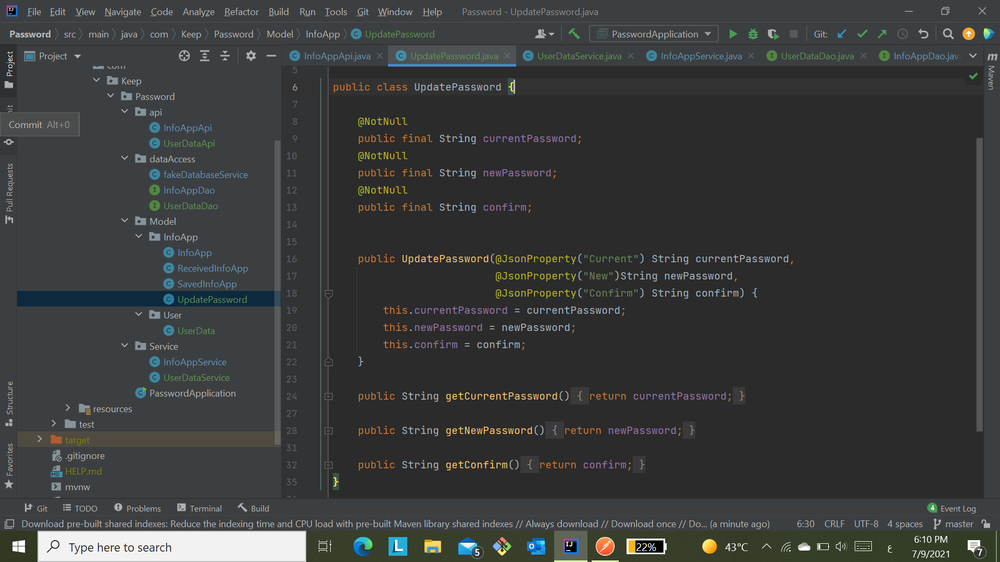 File Edit View Navigate Code Analyze Refactor Build Run Tools Git Window Help Password - UpdatePassword.java
Password src main java com Keep Password Model InfoApp UpdatePassword PasswordApplication Git:
Project
InfoAppApi.java UpdatePassword.java UserDataService.java InfoAppService.java UserDataDao.java InfoAppDao.java
Project
Commit Alt+0
Pull Requests
Structure
Favorites
Maven
com
Keep
Password
api
InfoAppApi
UserDataApi
dataAccess
fakeDatabaseService
InfoAppDao
UserDataDao
Model
InfoApp
InfoApp
ReceivedInfoApp
SavedInfoApp
UpdatePassword
User
UserData
Service
InfoAppService
UserDataService
PasswordApplication
resources
test
target
.gitignore
HELP.md
mvnw
5
6 public class UpdatePassword {
7
8 @NotNull
9 public final String currentPassword;
10 @NotNull
11 public final String newPassword;
12 @NotNull
13 public final String confirm;
14
15
16 public UpdatePassword(@JsonProperty("Current") String currentPassword,
17 @JsonProperty("New")String newPassword,
18 @JsonProperty("Confirm") String confirm) {
19 this.currentPassword = currentPassword;
20 this.newPassword = newPassword;
21 this.confirm = confirm;
22 }
23
24 public String getCurrentPassword() { return currentPassword; }
27
28 public String getNewPassword() { return newPassword; }
31
32 public String getConfirm() { return confirm; }
35 }
Git TODO Problems Terminal Build 4 Event Log
Download pre-built shared indexes: Reduce the indexing time and CPU load with pre-built Maven library shared indexes // Always download // Download once // Do... (a minute ago) 6:30 CRLF UTF-8 4 spaces master
Type here to search 5 22% 43°C ع 6:10 PM
7/9/2021 7